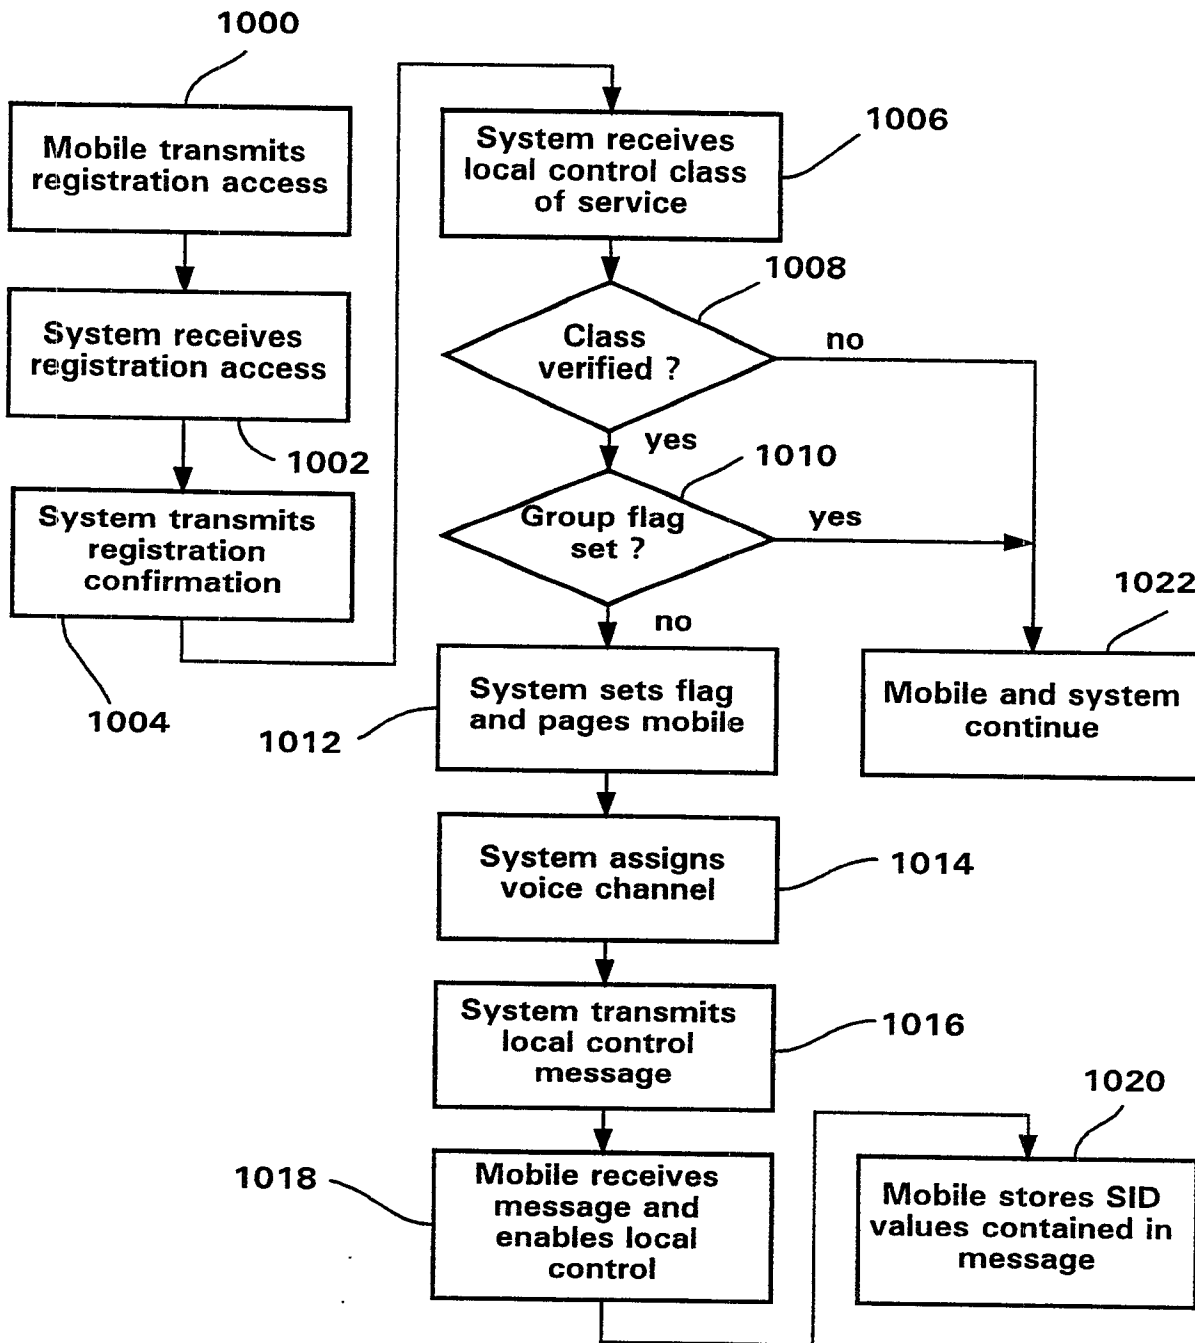 1000
Mobile transmits
registration access
System receives
registration access
1002
System transmits
registration
confirmation
1004
System receives
local control class
of service
1006
1008
Class
verified ?
no
yes
1010
Group flag
set ?
yes
no
System sets flag
and pages mobile
1012
1022
Mobile and system
continue
System assigns
voice channel
1014
System transmits
local control
message
1016
1018
Mobile receives
message and
enables local
control
1020
Mobile stores SID
values contained in
message